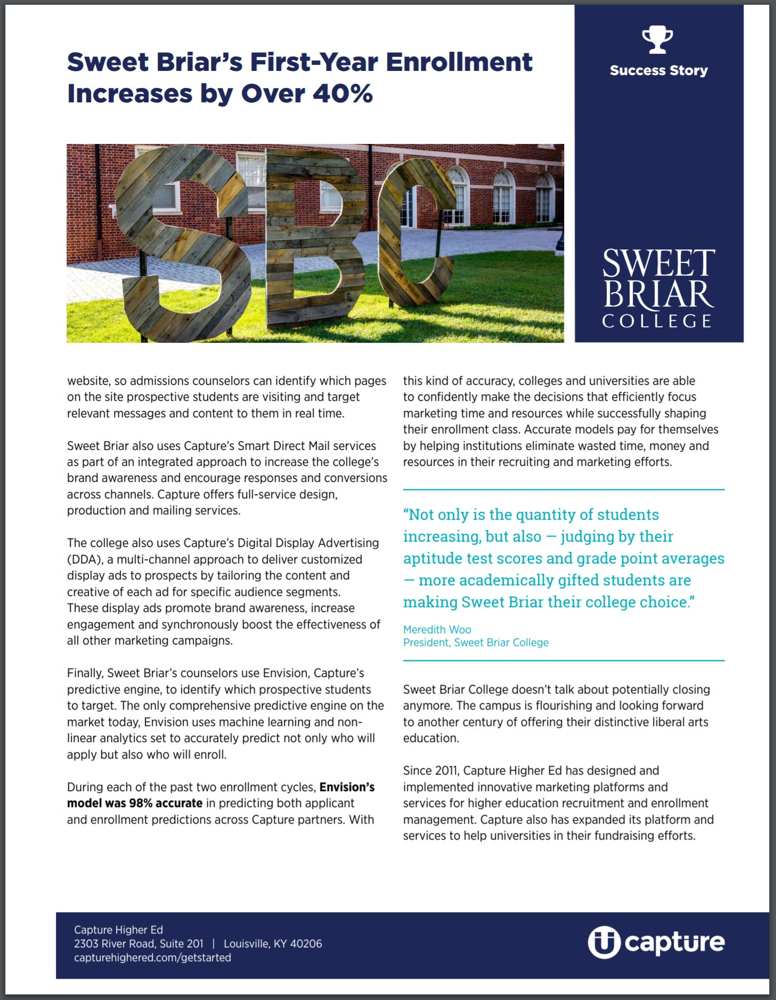 Sweet Briar’s First-Year Enrollment
Increases by Over 40%
Success Story
SBC
SWEET
BRIAR
COLLEGE
website, so admissions counselors can identify which pages
on the site prospective students are visiting and target
relevant messages and content to them in real time.
Sweet Briar also uses Capture’s Smart Direct Mail services
as part of an integrated approach to increase the college’s
brand awareness and encourage responses and conversions
across channels. Capture offers full-service design,
production and mailing services.
The college also uses Capture’s Digital Display Advertising
(DDA), a multi-channel approach to deliver customized
display ads to prospects by tailoring the content and
creative of each ad for specific audience segments.
These display ads promote brand awareness, increase
engagement and synchronously boost the effectiveness of
all other marketing campaigns.
Finally, Sweet Briar’s counselors use Envision, Capture’s
predictive engine, to identify which prospective students
to target. The only comprehensive predictive engine on the
market today, Envision uses machine learning and non-
linear analytics set to accurately predict not only who will
apply but also who will enroll.
During each of the past two enrollment cycles, Envision’s
model was 98% accurate in predicting both applicant
and enrollment predictions across Capture partners. With
this kind of accuracy, colleges and universities are able
to confidently make the decisions that efficiently focus
marketing time and resources while successfully shaping
their enrollment class. Accurate models pay for themselves
by helping institutions eliminate wasted time, money and
resources in their recruiting and marketing efforts.
“Not only is the quantity of students
increasing, but also — judging by their
aptitude test scores and grade point averages
— more academically gifted students are
making Sweet Briar their college choice.”
Meredith Woo
President, Sweet Briar College
Sweet Briar College doesn’t talk about potentially closing
anymore. The campus is flourishing and looking forward
to another century of offering their distinctive liberal arts
education.
Since 2011, Capture Higher Ed has designed and
implemented innovative marketing platforms and
services for higher education recruitment and enrollment
management. Capture also has expanded its platform and
services to help universities in their fundraising efforts.
Capture Higher Ed
2303 River Road, Suite 201 | Louisville, KY 40206
capturehighered.com/getstarted
capture